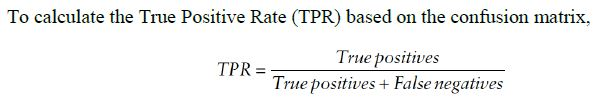 To calculate the True Positive Rate (TPR) based on the confusion matrix,
TPR = True positives / True positives + False negatives